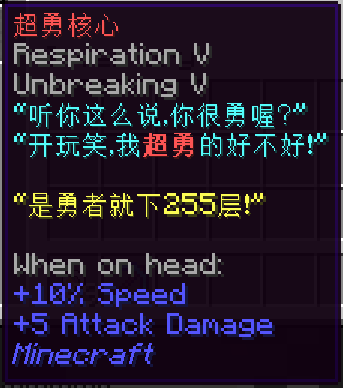 超勇核心
Respiration V
Unbreaking V
“听你这么说,你很勇喔?”
“开玩笑,我超勇的好不好!”
“是勇者就下255层!”
When on head:
+10% Speed
+5 Attack Damage
Minecraft